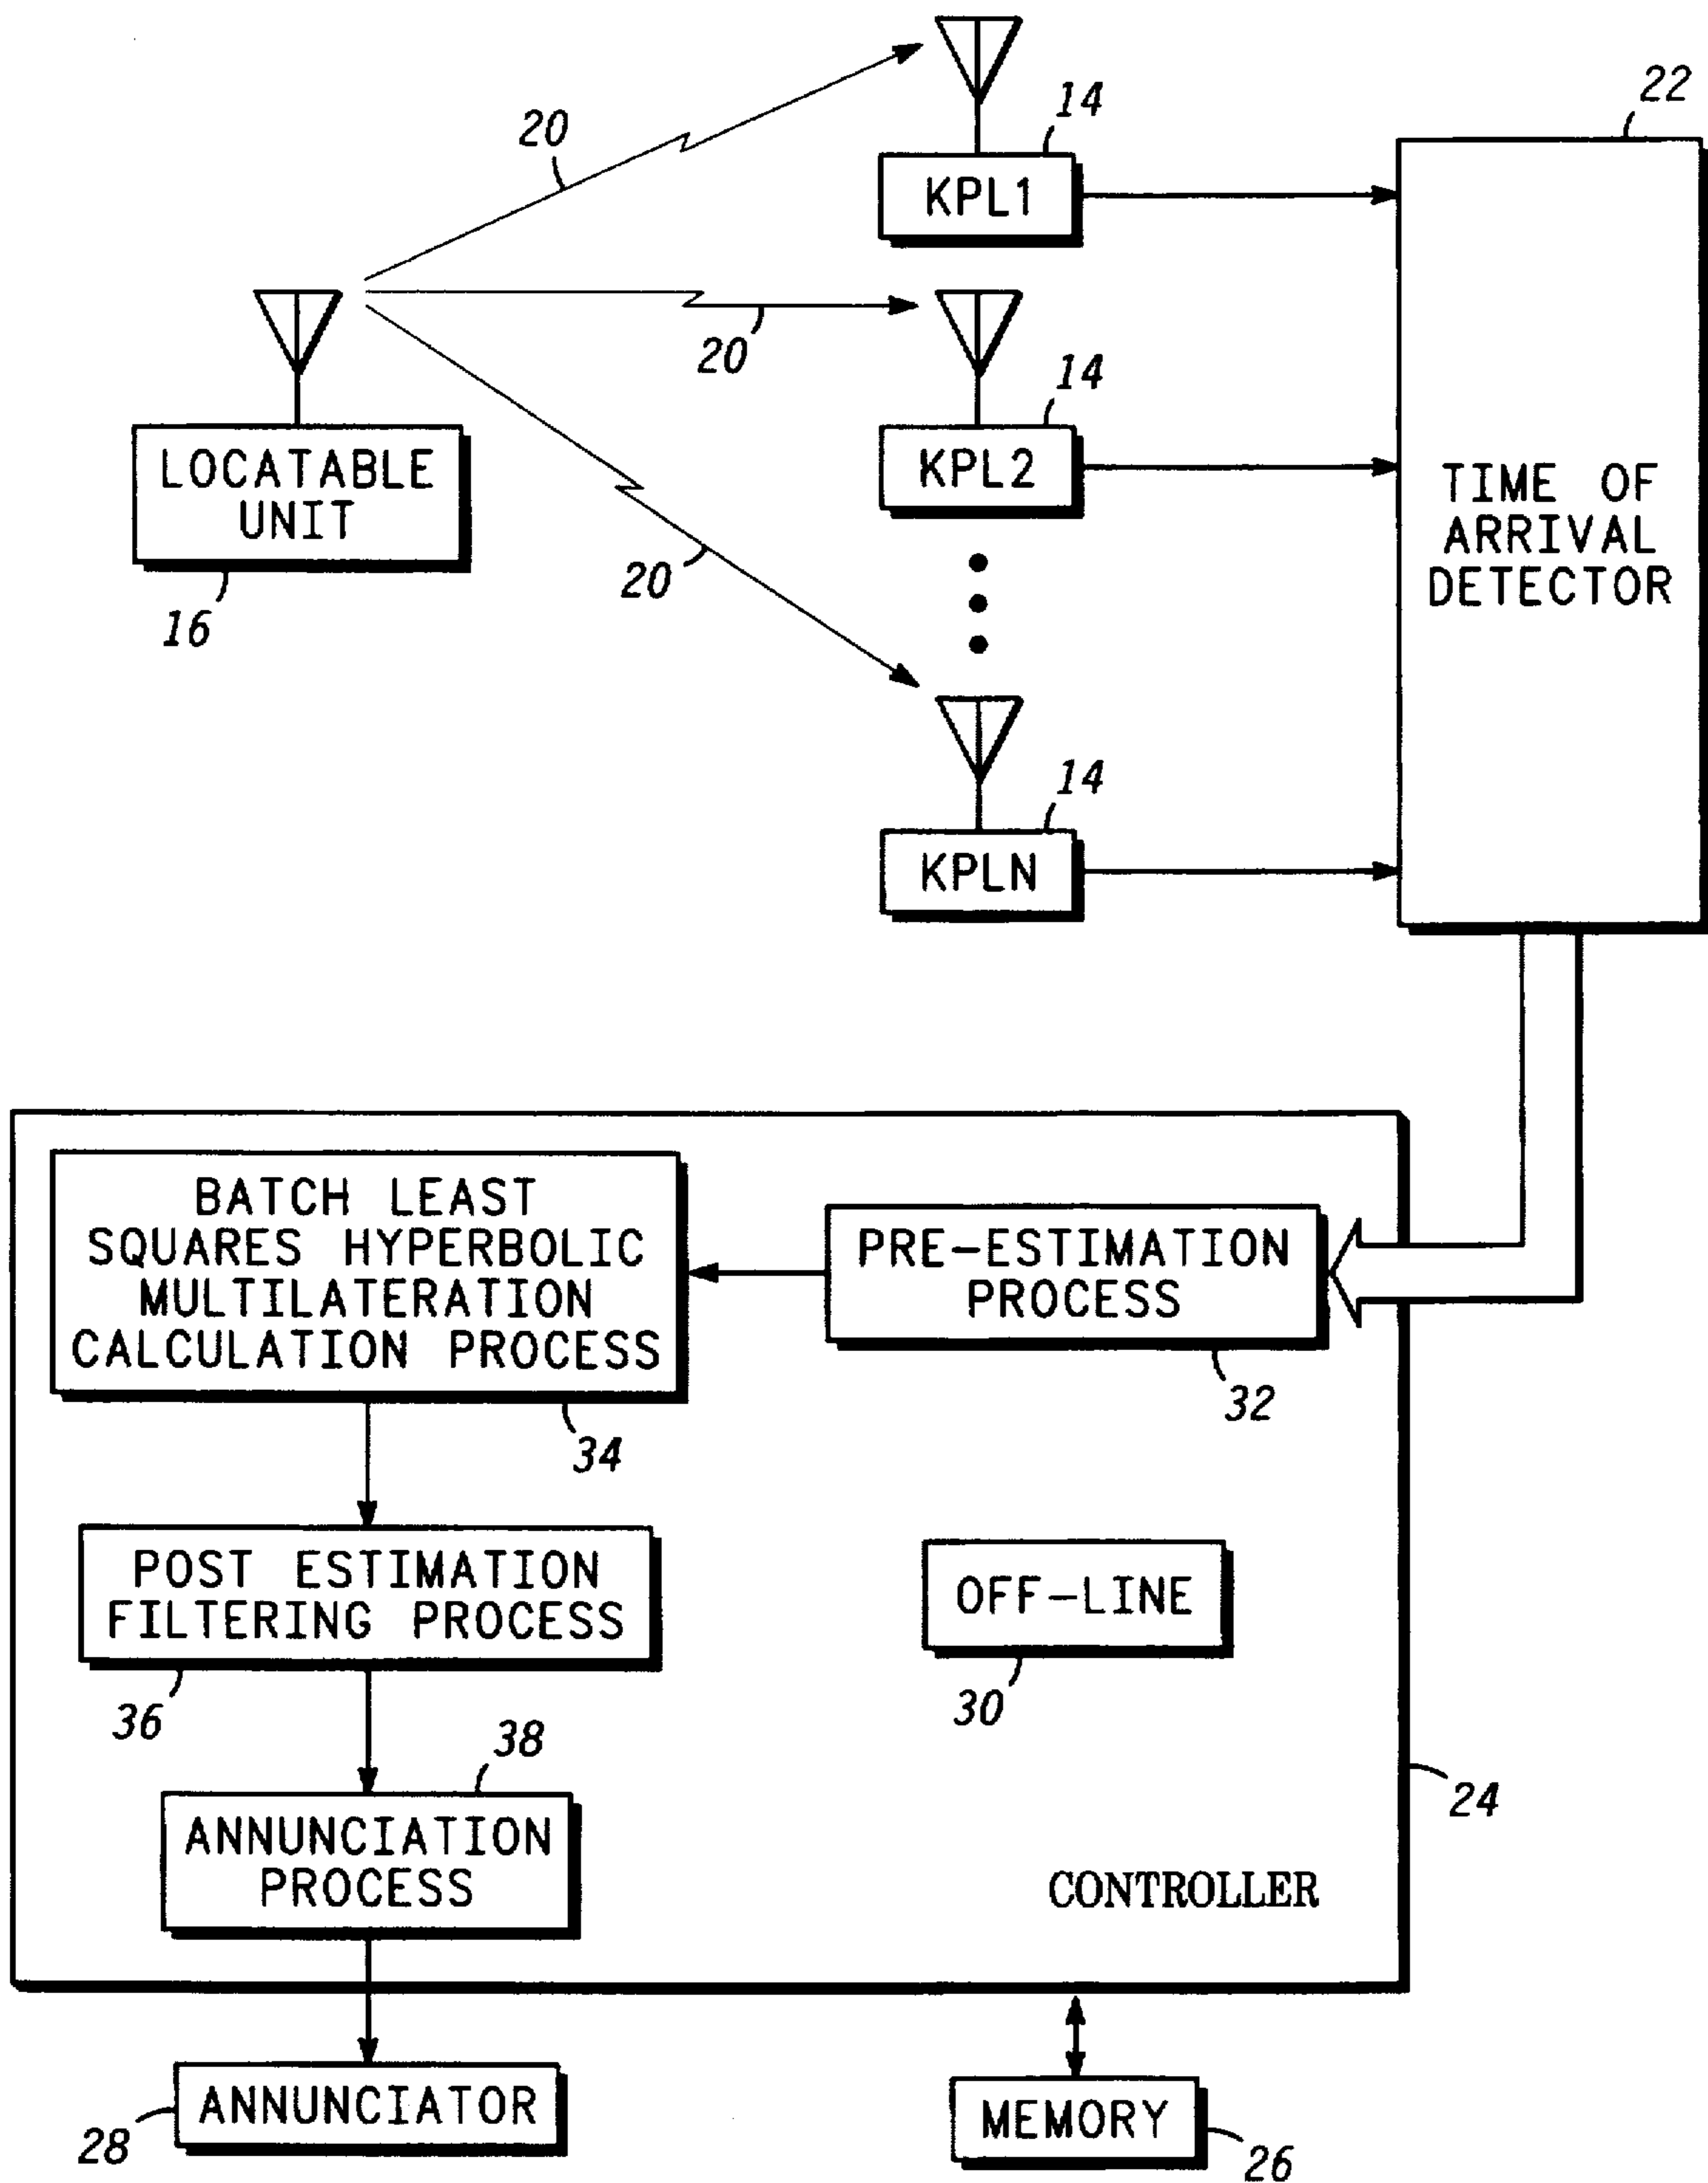 22
14
20
KPL1
20
14
LOCATABLE
UNIT
KPL2
TIME OF
ARRIVAL
DETECTOR
20
16
14
KPLN
BATCH LEAST
SQUARES HYPERBOLIC
MULTILATERATION
CALCULATION PROCESS
PRE-ESTIMATION
PROCESS
32
34
POST ESTIMATION
FILTERING PROCESS
OFF-LINE
36
30
38
24
ANNUNCIATION
PROCESS
CONTROLLER
ANNUNCIATOR
MEMORY
28
26